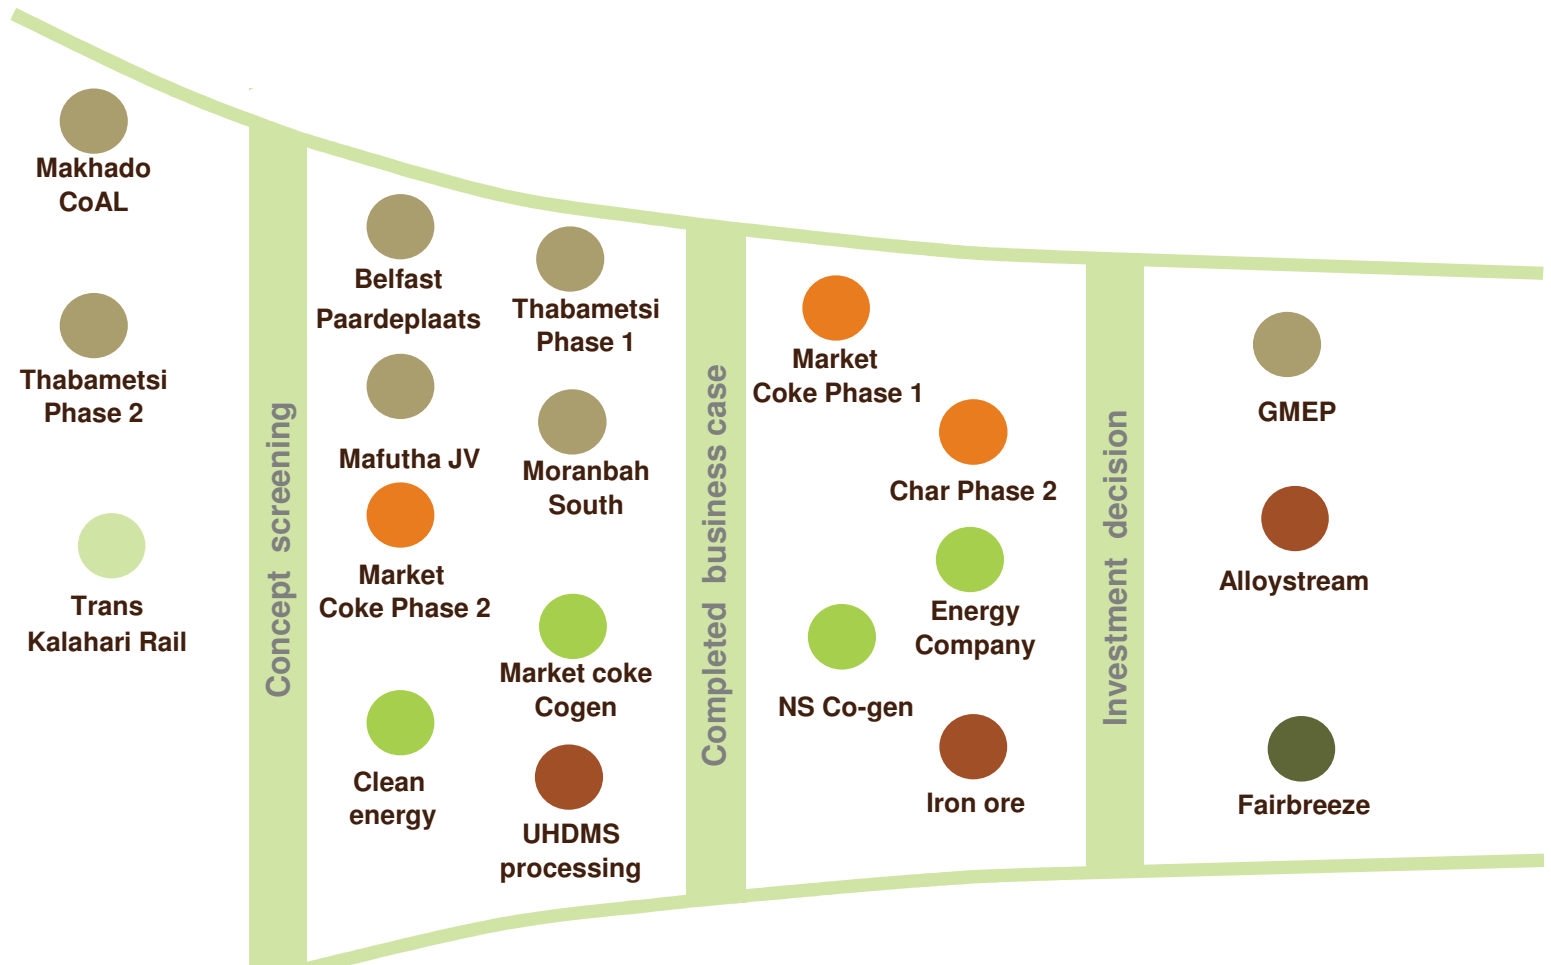 Makhado
CoAL
Thabametsi
Phase 2
Trans
Kalahari Rail
Concept screening
Belfast
Paardeplaats
Mafutha JV
Market
Coke Phase 2
Clean
energy
Thabametsi
Phase 1
Moranbah
South
Market coke
Cogen
UHDMS
processing
Completed business case
Market
Coke Phase 1
Char Phase 2
Energy
Company
NS Co-gen
Iron ore
Investment decision
GMEP
Alloystream
Fairbreeze